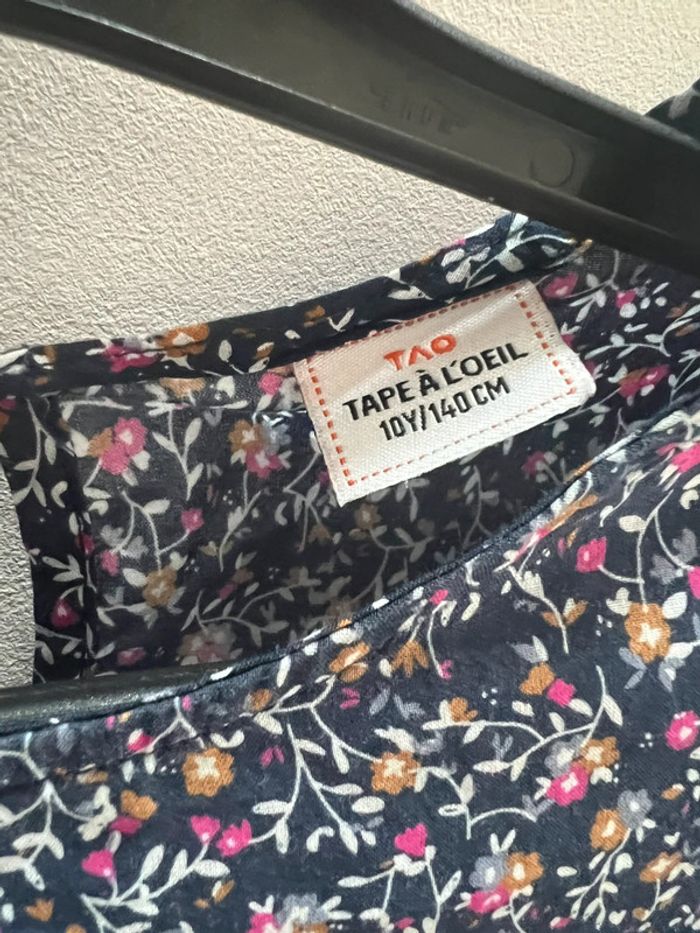 TAO
TAPE À L'OEIL
10Y/140 CM